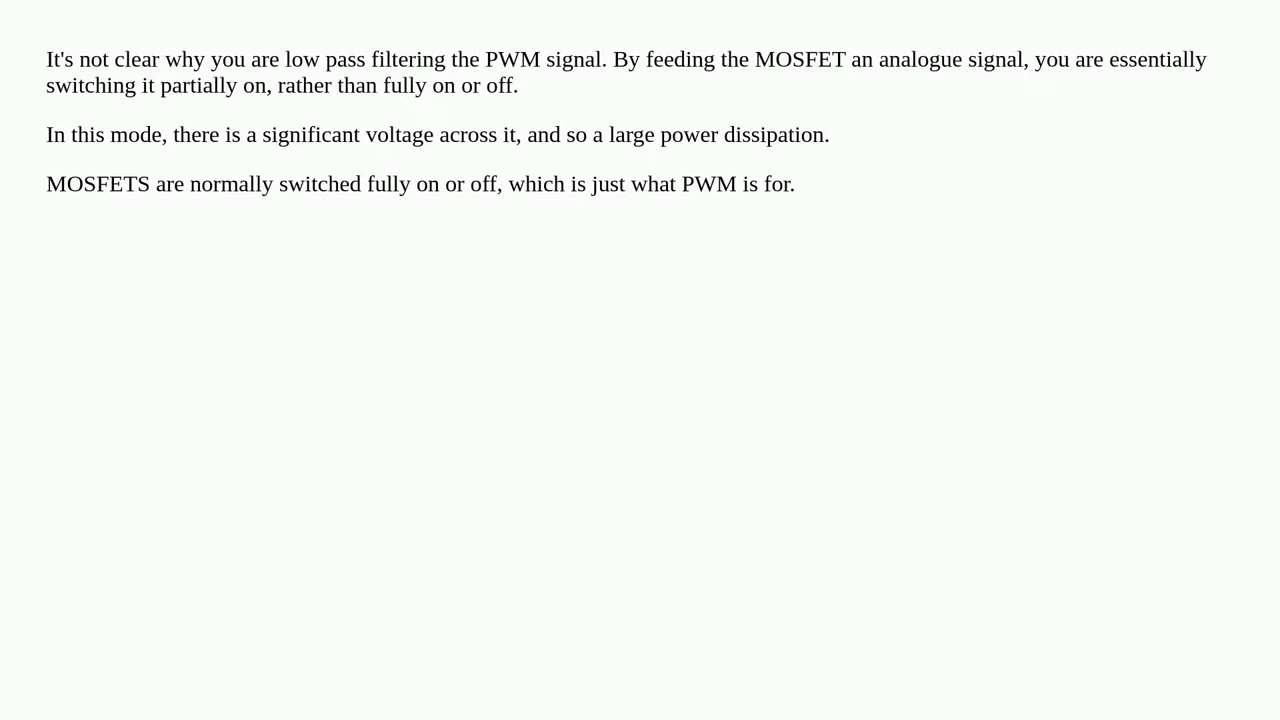 It's not clear why you are low pass filtering the PWM signal. By feeding the MOSFET an analogue signal, you are essentially
switching it partially on, rather than fully on or off.
In this mode, there is a significant voltage across it, and so a large power dissipation.
MOSFETS are normally switched fully on or off, which is just what PWM is for.